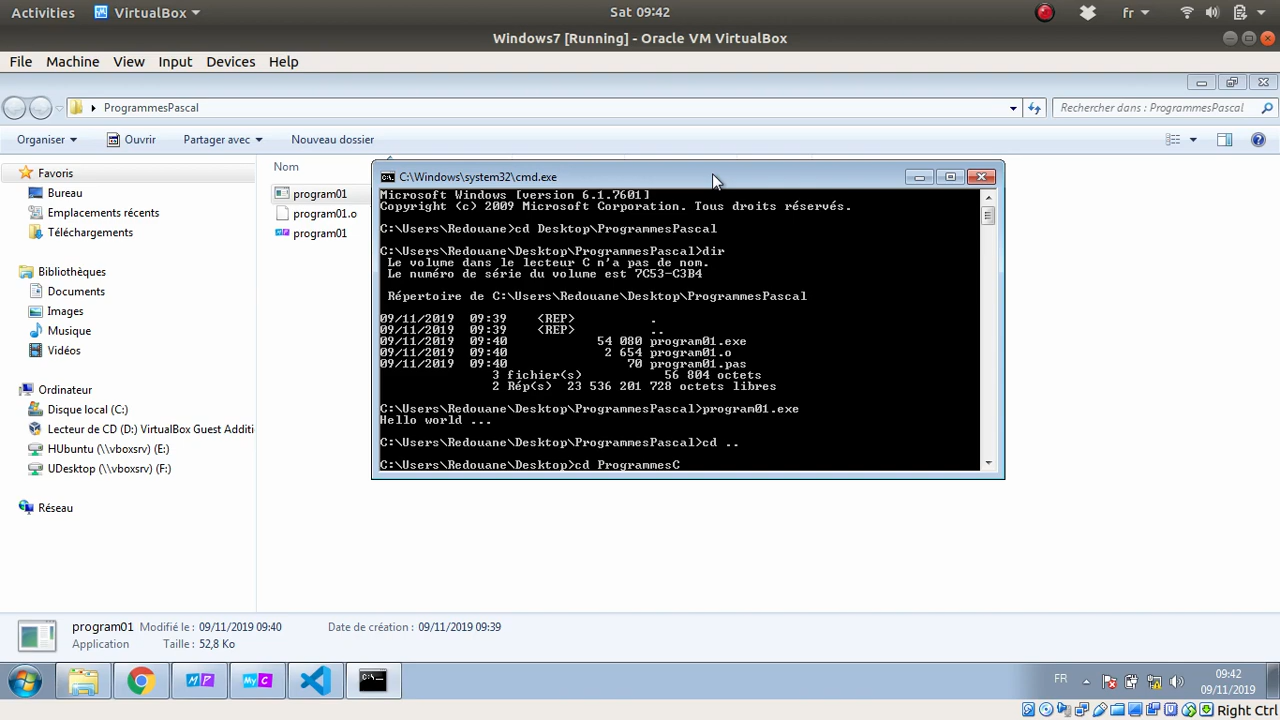 Activities VirtualBox Sat 09:42 fr
Windows7 [Running] - Oracle VM VirtualBox
File Machine View Input Devices Help
ProgrammesPascal Rechercher dans : ProgrammesPascal
Organiser Ouvrir Partager avec Nouveau dossier
Favoris
Bureau
Emplacements récents
Téléchargements
Bibliothèques
Documents
Images
Musique
Vidéos
Ordinateur
Disque local (C:)
Lecteur de CD (D:) VirtualBox Guest Additi
HUbuntu (\\vboxsrv) (E:)
UDesktop (\\vboxsrv) (F:)
Réseau
Nom
program01
program01.o
program01
C:\Windows\system32\cmd.exe
Microsoft Windows [version 6.1.7601]
Copyright (c) 2009 Microsoft Corporation. Tous droits réservés.
C:\Users\Redouane>cd Desktop\ProgrammesPascal
C:\Users\Redouane\Desktop\ProgrammesPascal>dir
Le volume dans le lecteur C n'a pas de nom.
Le numéro de série du volume est 7C53-C3B4
Répertoire de C:\Users\Redouane\Desktop\ProgrammesPascal
09/11/2019 09:39 <REP> .
09/11/2019 09:39 <REP> ..
09/11/2019 09:40 54 080 program01.exe
09/11/2019 09:40 2 654 program01.o
09/11/2019 09:40 70 program01.pas
3 fichier(s) 56 804 octets
2 Rép(s) 23 536 201 728 octets libres
C:\Users\Redouane\Desktop\ProgrammesPascal>program01.exe
Hello world ...
C:\Users\Redouane\Desktop\ProgrammesPascal>cd ..
C:\Users\Redouane\Desktop>cd ProgrammesC
program01 Modifié le : 09/11/2019 09:40 Date de création : 09/11/2019 09:39
Application Taille : 52,8 Ko
MP MyC FR 09:42
09/11/2019
Right Ctrl